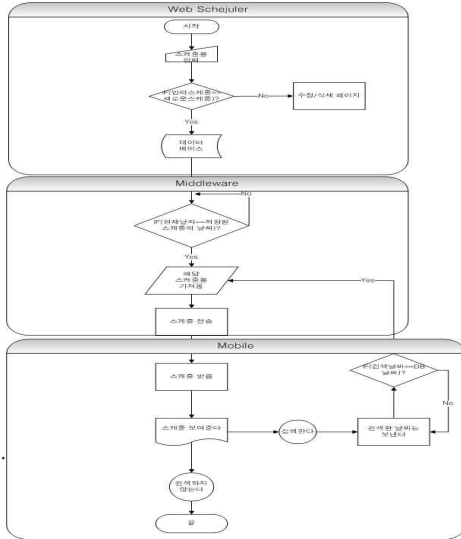 Web Schejuler
시작
스케줄을
입력
IF(입력스케줄==
새로운스케줄)?
No
수정/삭제 페이지
Yes
데이터
베이스
Middleware
No
IF(현재날지==저장된
스케줄의 날짜)?
Yes
해당
스케줄을
가져옴
Yes
스케줄 전송
Mobile
스케줄 받음
IF(검색날짜==DB
날짜)?
No
스케줄 보여준다
검색한다
검색할 날짜는
보낸다
검색하지
않는다
끝